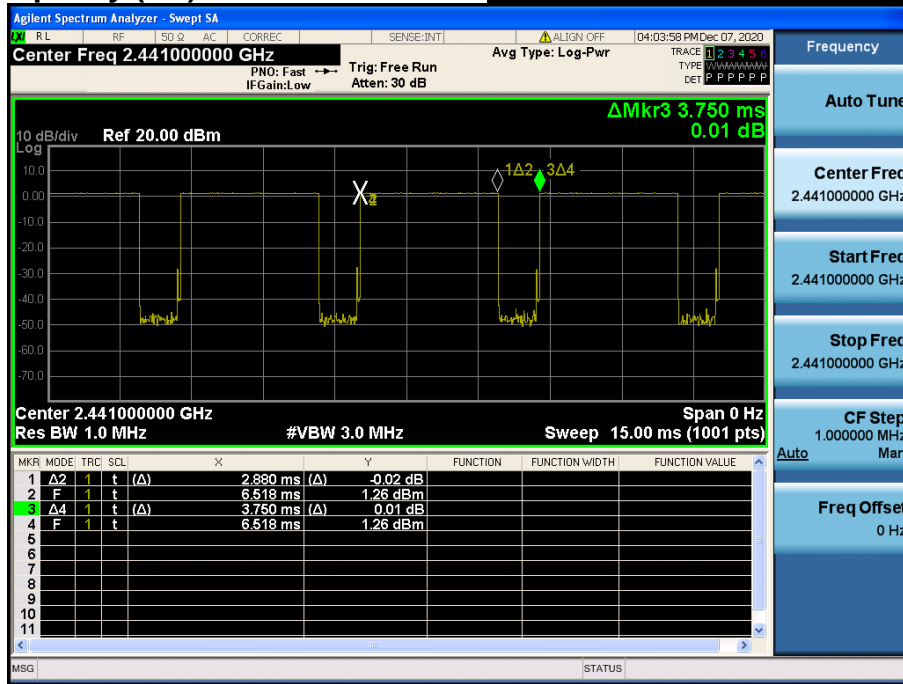 Agilent Spectrum Analyzer - Swept SA
LXI RL RF 50 Ω AC CORREC SENSE:INT ALIGN OFF 04:03:58 PM Dec 07, 2020
Center Freq 2.441000000 GHz
Avg Type: Log-Pwr
TRACE 1 2 3 4 5 6
PNO: Fast
Trig: Free Run
TYPE
IFGain:Low
Atten: 30 dB
DET P P P P P P
ΔMkr3 3.750 ms
10 dB/div Ref 20.00 dBm 0.01 dB
Log
1Δ2 3Δ4
10.0
0.00
-10.0
-20.0
-30.0
-40.0
-50.0
-60.0
-70.0
Center 2.441000000 GHz Span 0 Hz
Res BW 1.0 MHz #VBW 3.0 MHz Sweep 15.00 ms (1001 pts)
MKR MODE TRC SCL X Y FUNCTION FUNCTION WIDTH FUNCTION VALUE
1 Δ2 1 t (Δ) 2.880 ms (Δ) -0.02 dB
2 F 1 t 6.518 ms 1.26 dBm
3 Δ4 1 t (Δ) 3.750 ms (Δ) 0.01 dB
4 F 1 t 6.518 ms 1.26 dBm
5
6
7
8
9
10
11
MSG STATUS
Frequency
Auto Tune
Center Freq
2.441000000 GHz
Start Freq
2.441000000 GHz
Stop Freq
2.441000000 GHz
CF Step
1.000000 MHz
Auto Man
Freq Offset
0 Hz